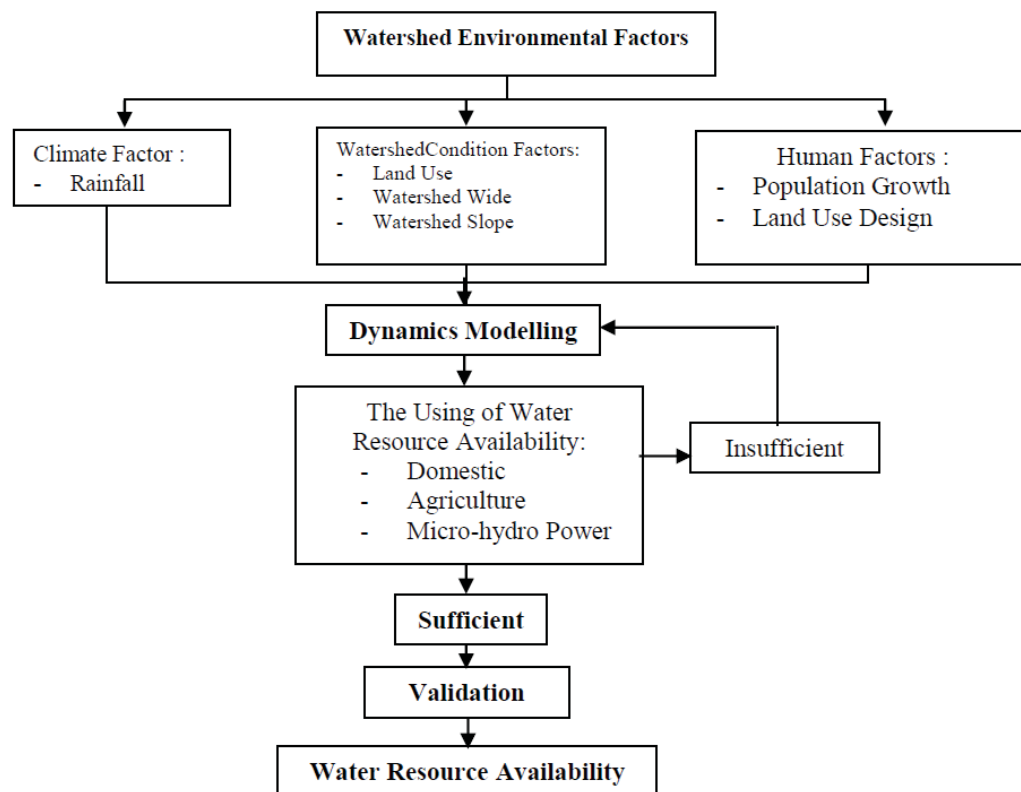 Watershed Environmental Factors
Climate Factor :
- Rainfall
WatershedCondition Factors:
- Land Use
- Watershed Wide
- Watershed Slope
Human Factors :
- Population Growth
- Land Use Design
Dynamics Modelling
The Using of Water
Resource Availability:
- Domestic
- Agriculture
- Micro-hydro Power
Insufficient
Sufficient
Validation
Water Resource Availability